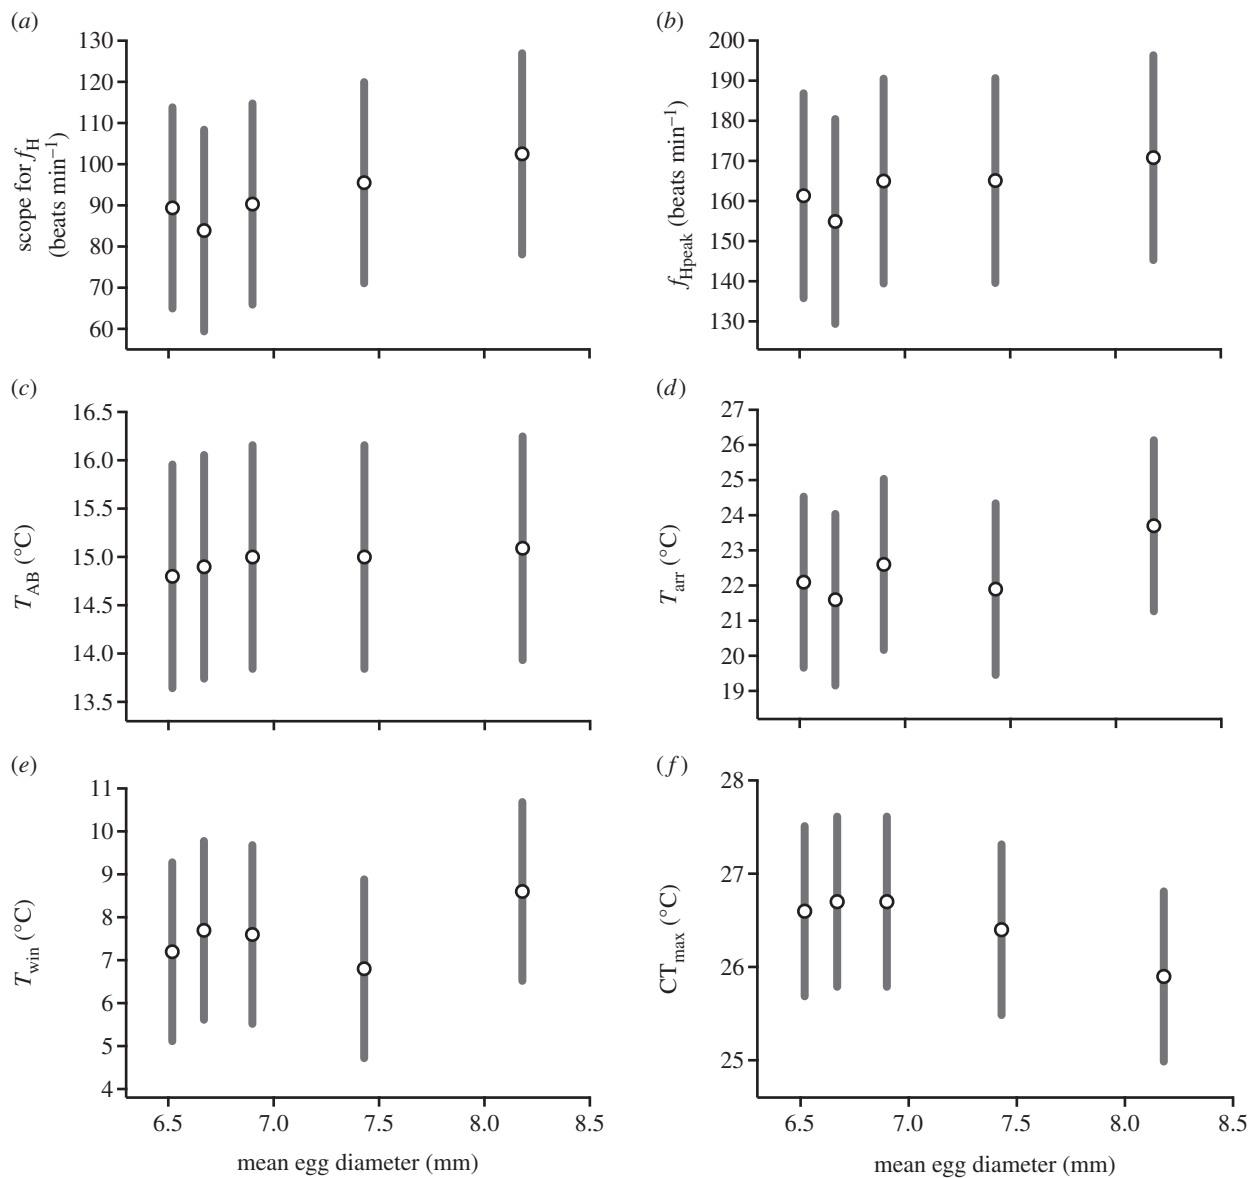 (a)
130
120
110
100
90
80
70
60
scope for fH
(beats min−1)
(b)
200
190
180
170
160
150
140
130
fHpeak (beats min−1)
(c)
16.5
16.0
15.5
15.0
14.5
14.0
13.5
TAB (°C)
(d)
27
26
25
24
23
22
21
20
19
Tarr (°C)
(e)
11
10
9
8
7
6
5
4
Twin (°C)
6.5 7.0 7.5 8.0 8.5
mean egg diameter (mm)
(f)
28
27
26
25
CTmax (°C)
6.5 7.0 7.5 8.0 8.5
mean egg diameter (mm)